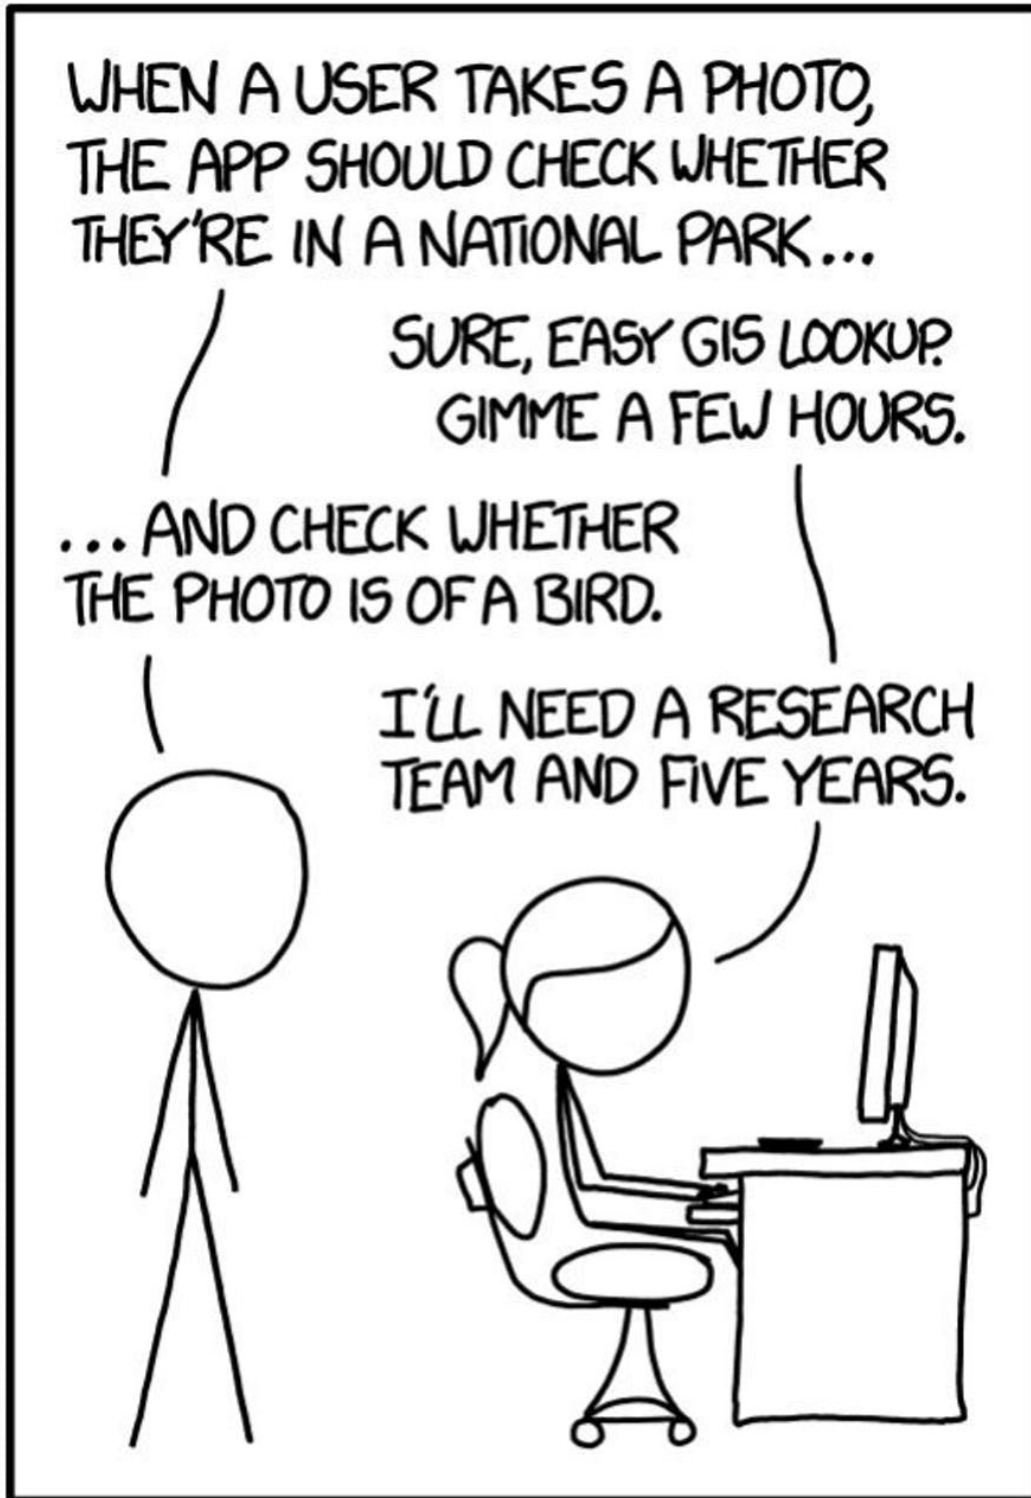 WHEN A USER TAKES A PHOTO,
THE APP SHOULD CHECK WHETHER
THEY'RE IN A NATIONAL PARK...
SURE, EASY GIS LOOKUP.
GIMME A FEW HOURS.
...AND CHECK WHETHER
THE PHOTO IS OF A BIRD.
I'LL NEED A RESEARCH
TEAM AND FIVE YEARS.